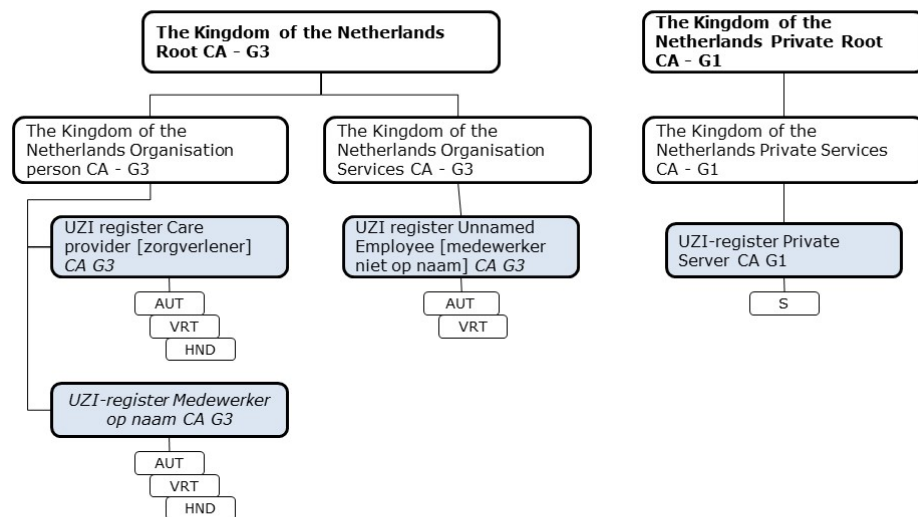 The Kingdom of the Netherlands
Root CA - G3
The Kingdom of the
Netherlands Private Root
CA - G1
The Kingdom of the
Netherlands Organisation
person CA - G3
The Kingdom of the
Netherlands Organisation
Services CA - G3
The Kingdom of the
Netherlands Private Services
CA - G1
UZI register Care
provider [zorgverlener]
CA G3
UZI register Unnamed
Employee [medewerker
niet op naam] CA G3
UZI-register Private
Server CA G1
AUT
VRT
HND
AUT
VRT
S
UZI-register Medewerker
op naam CA G3
AUT
VRT
HND